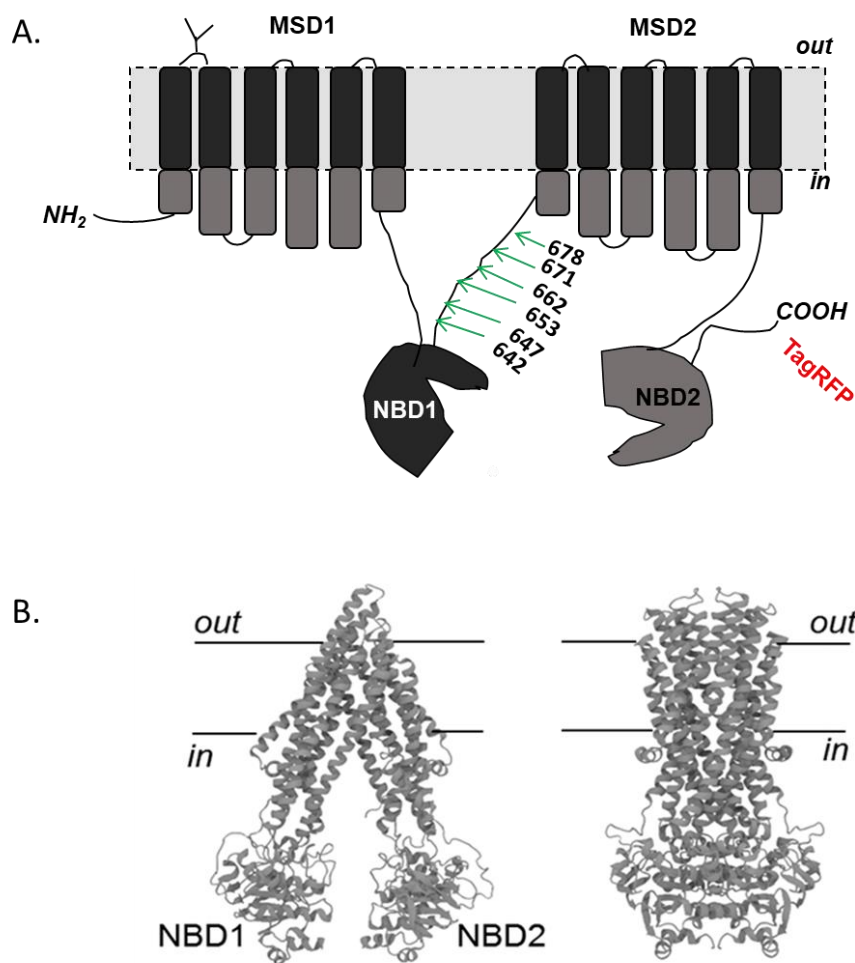 A.
MSD1
MSD2
out
in
NH2
678
671
662
653
647
642
COOH
TagRFP
NBD1
NBD2
B.
out
out
in
in
NBD1
NBD2